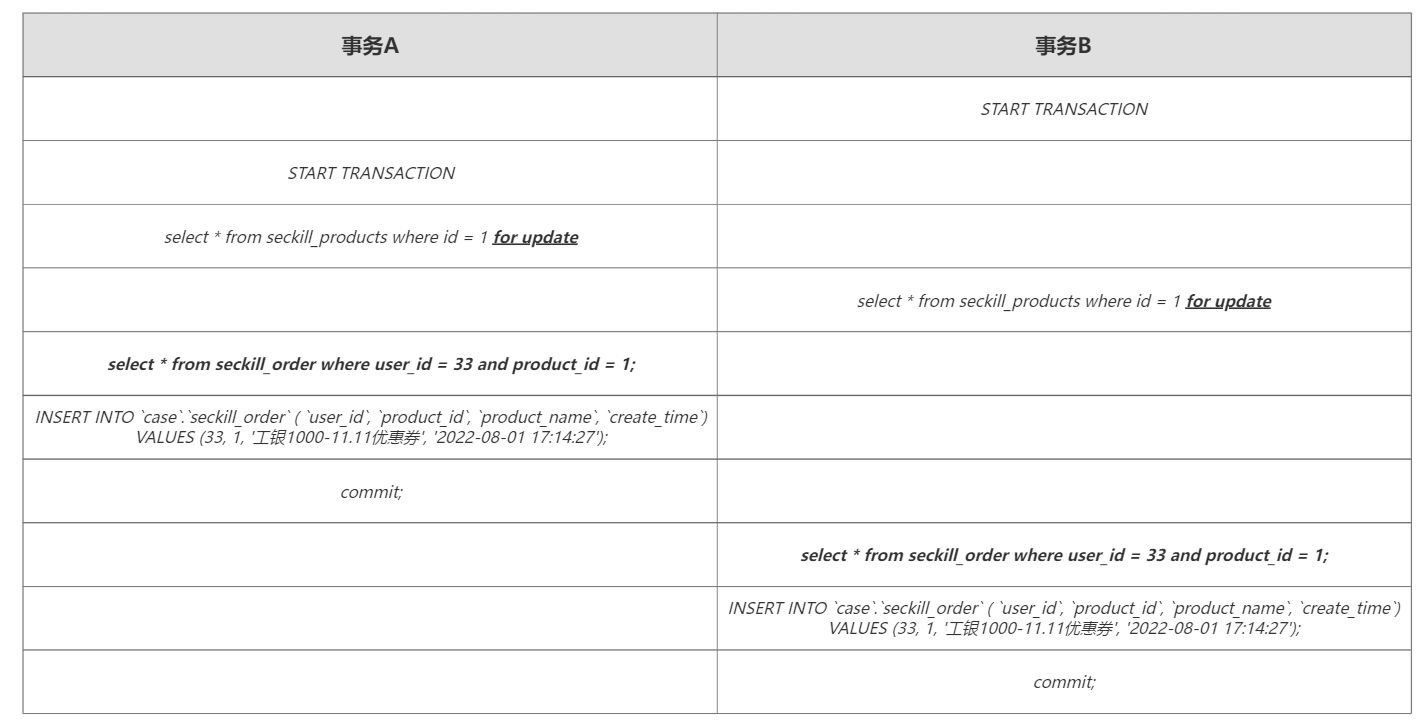 事务A
事务B
START TRANSACTION
START TRANSACTION
select * from seckill_products where id = 1 for update
select * from seckill_products where id = 1 for update
select * from seckill_order where user_id = 33 and product_id = 1;
INSERT INTO `case`.`seckill_order` ( `user_id`, `product_id`, `product_name`, `create_time`)
VALUES (33, 1, '工银1000-11.11优惠券', '2022-08-01 17:14:27');
commit;
select * from seckill_order where user_id = 33 and product_id = 1;
INSERT INTO `case`.`seckill_order` ( `user_id`, `product_id`, `product_name`, `create_time`)
VALUES (33, 1, '工银1000-11.11优惠券', '2022-08-01 17:14:27');
commit;